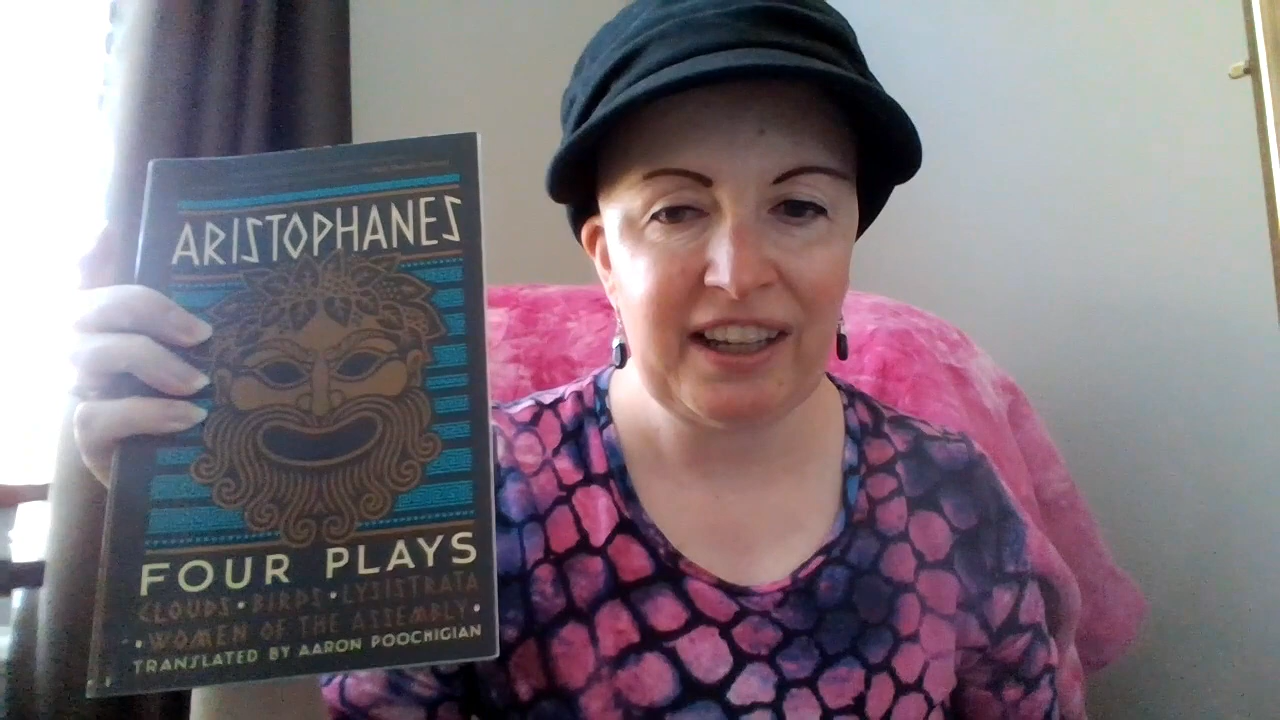 ARISTOPHANES
FOUR PLAYS
CLOUDS • BIRDS • LYSISTRATA
• WOMEN OF THE ASSEMBLY •
TRANSLATED BY AARON POOCHIGIAN